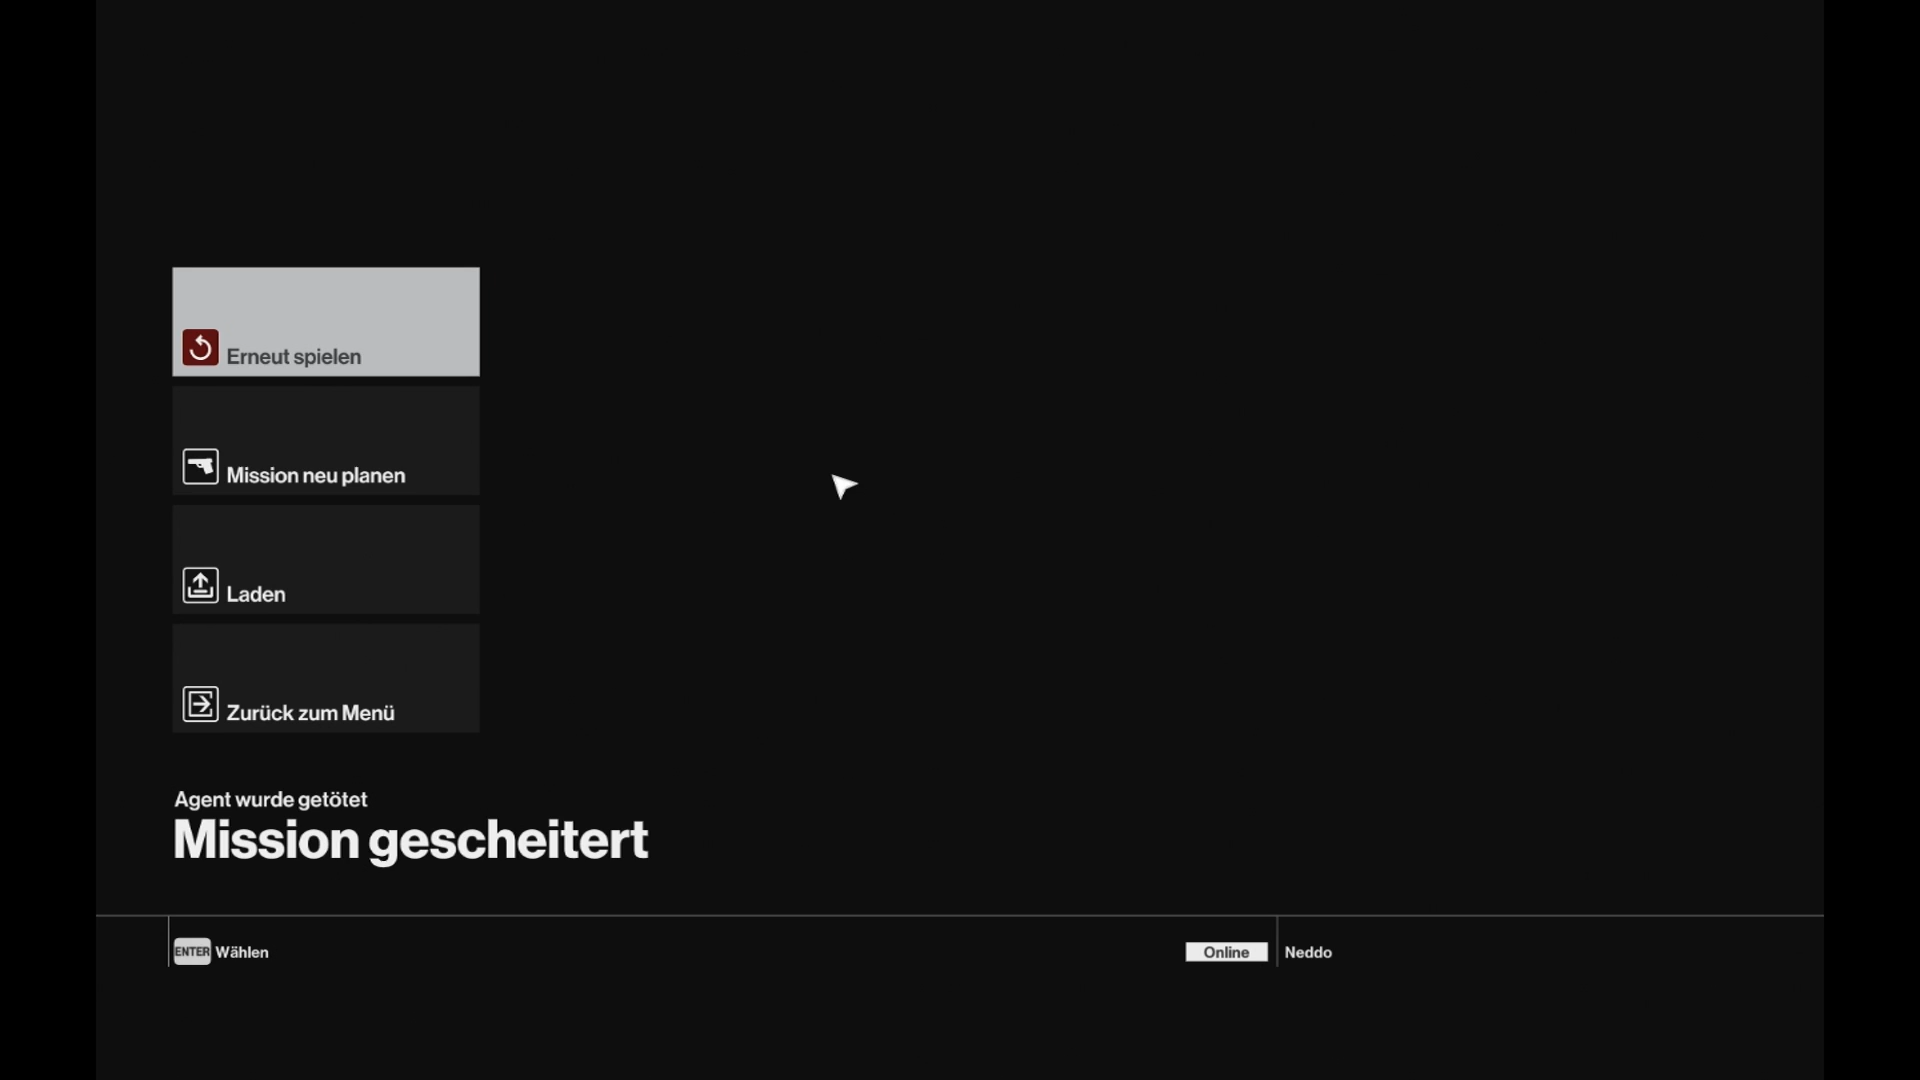 Erneut spielen
Mission neu planen
Laden
Zurück zum Menü
Agent wurde getötet
Mission gescheitert
ENTER Wählen
Online Neddo